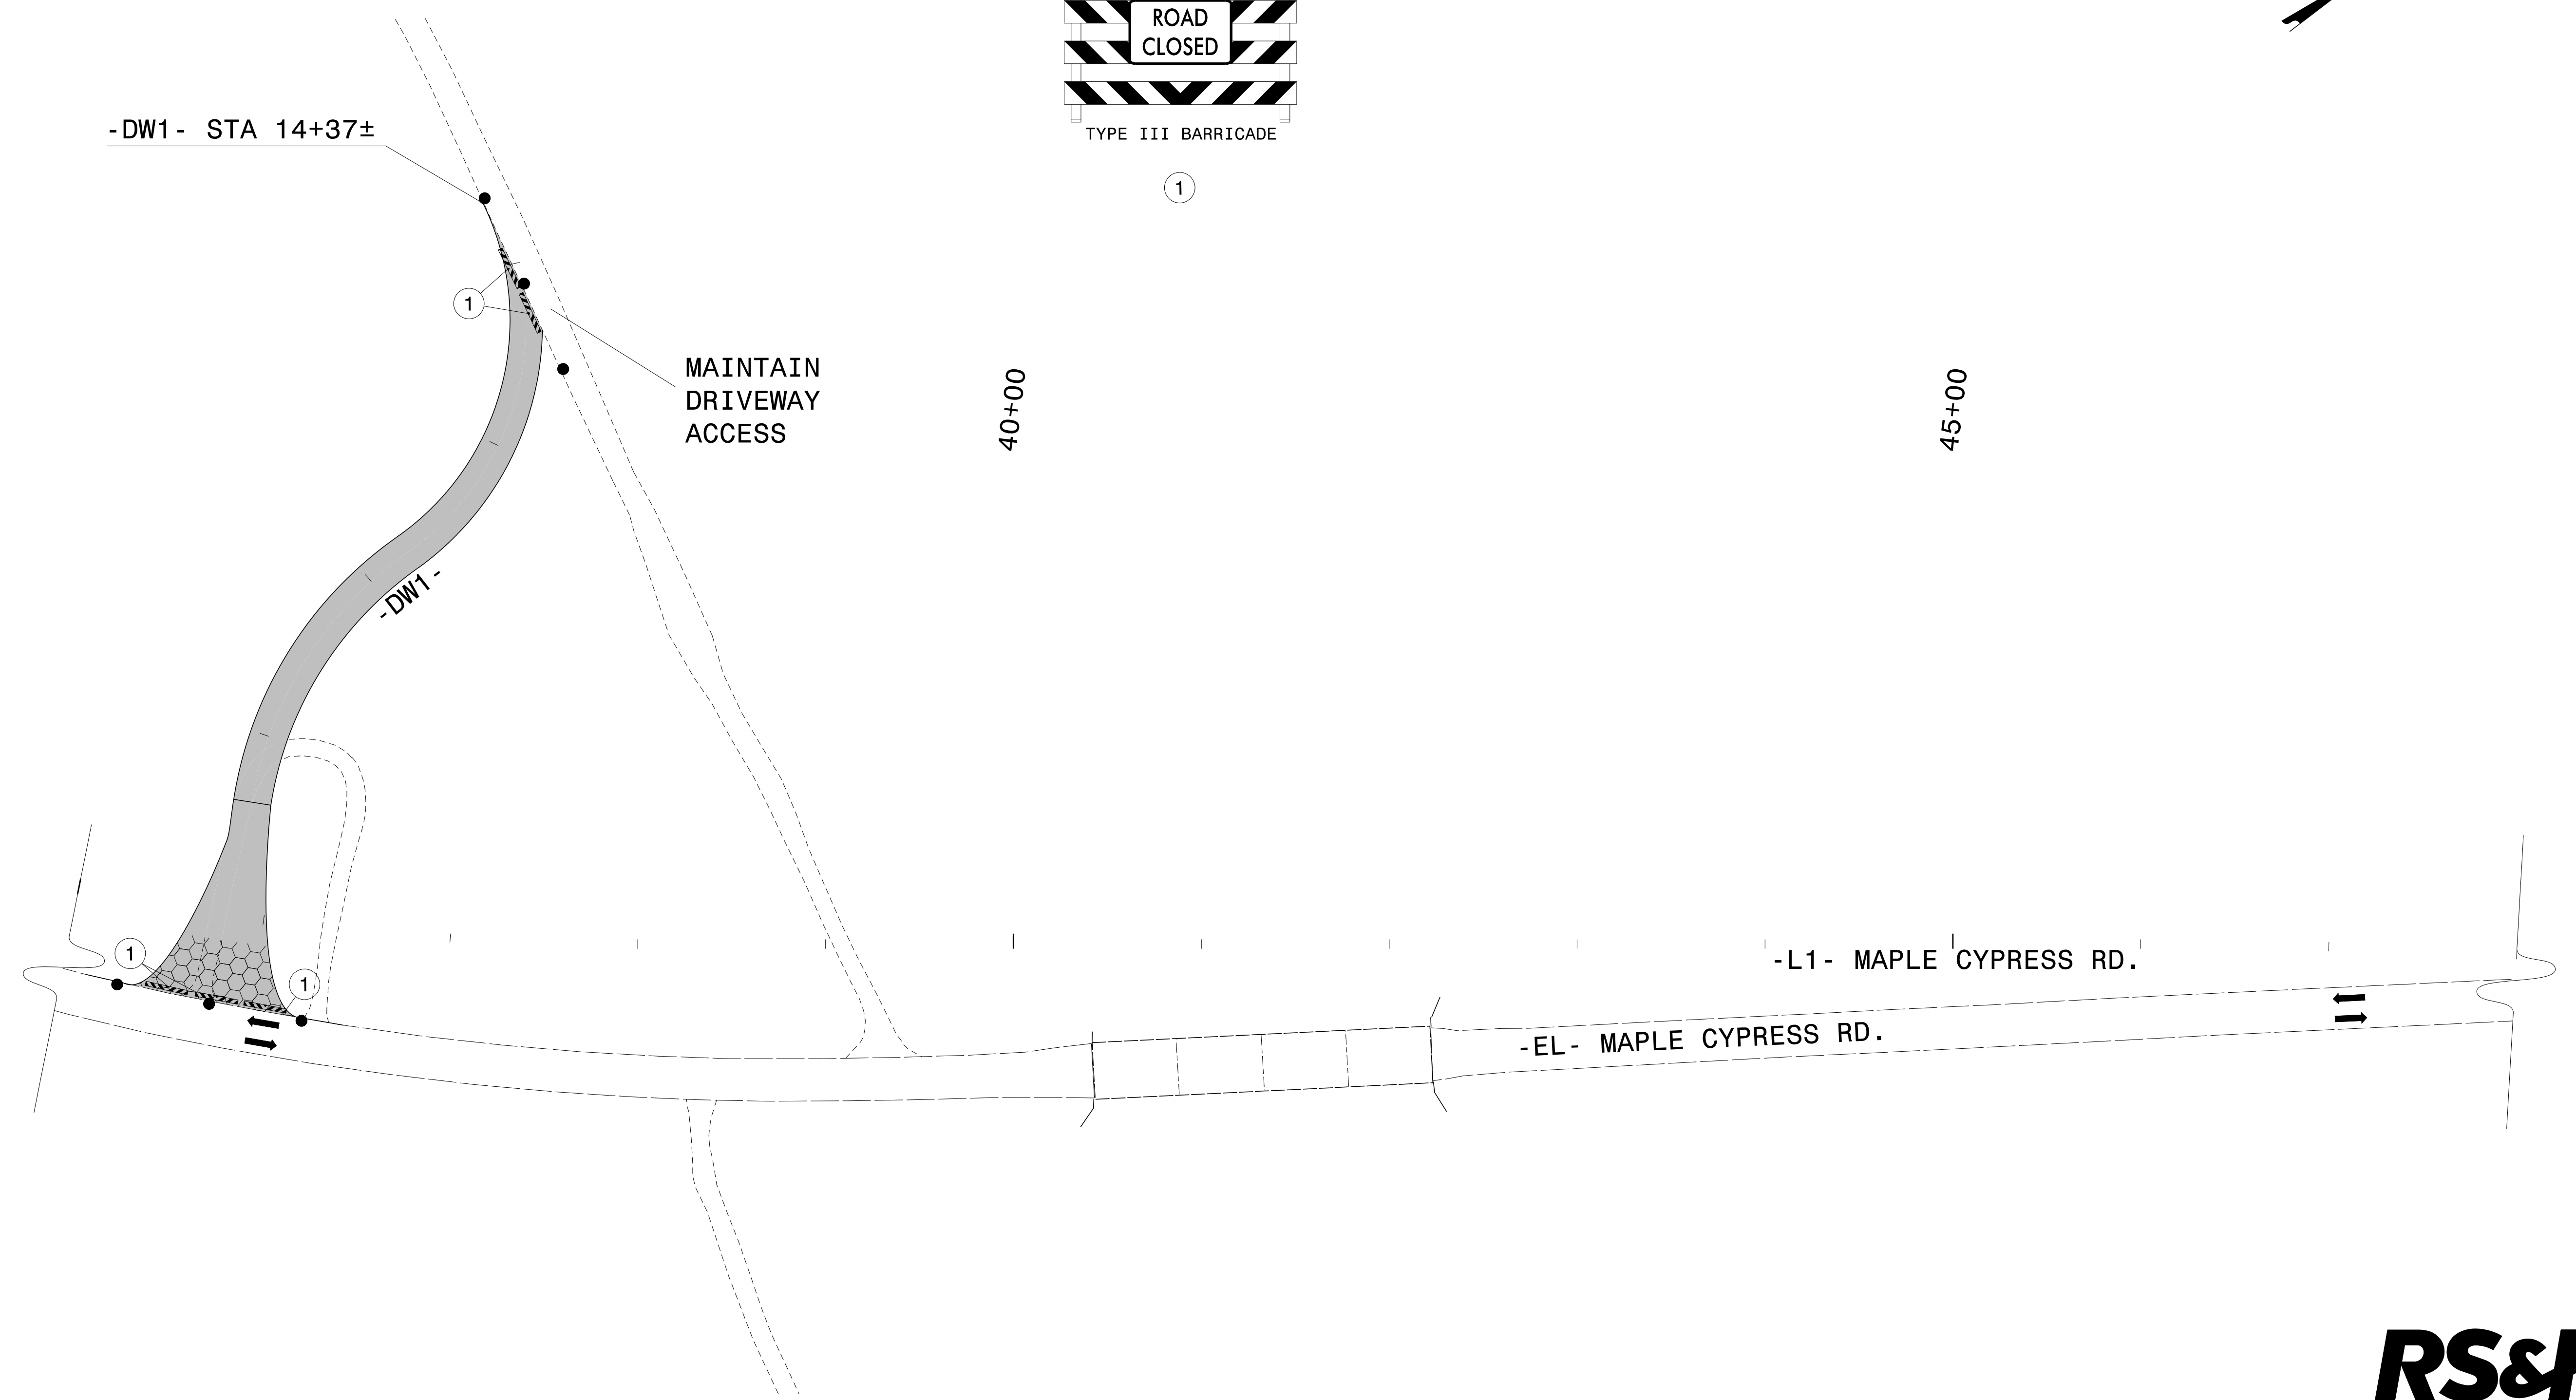 ROAD
CLOSED
TYPE III BARRICADE
1
-DW1- STA 14+37±
1
MAINTAIN
DRIVEWAY
ACCESS
40+00
45+00
-DW1-
1
1
-L1- MAPLE CYPRESS RD.
-EL- MAPLE CYPRESS RD.
RS&